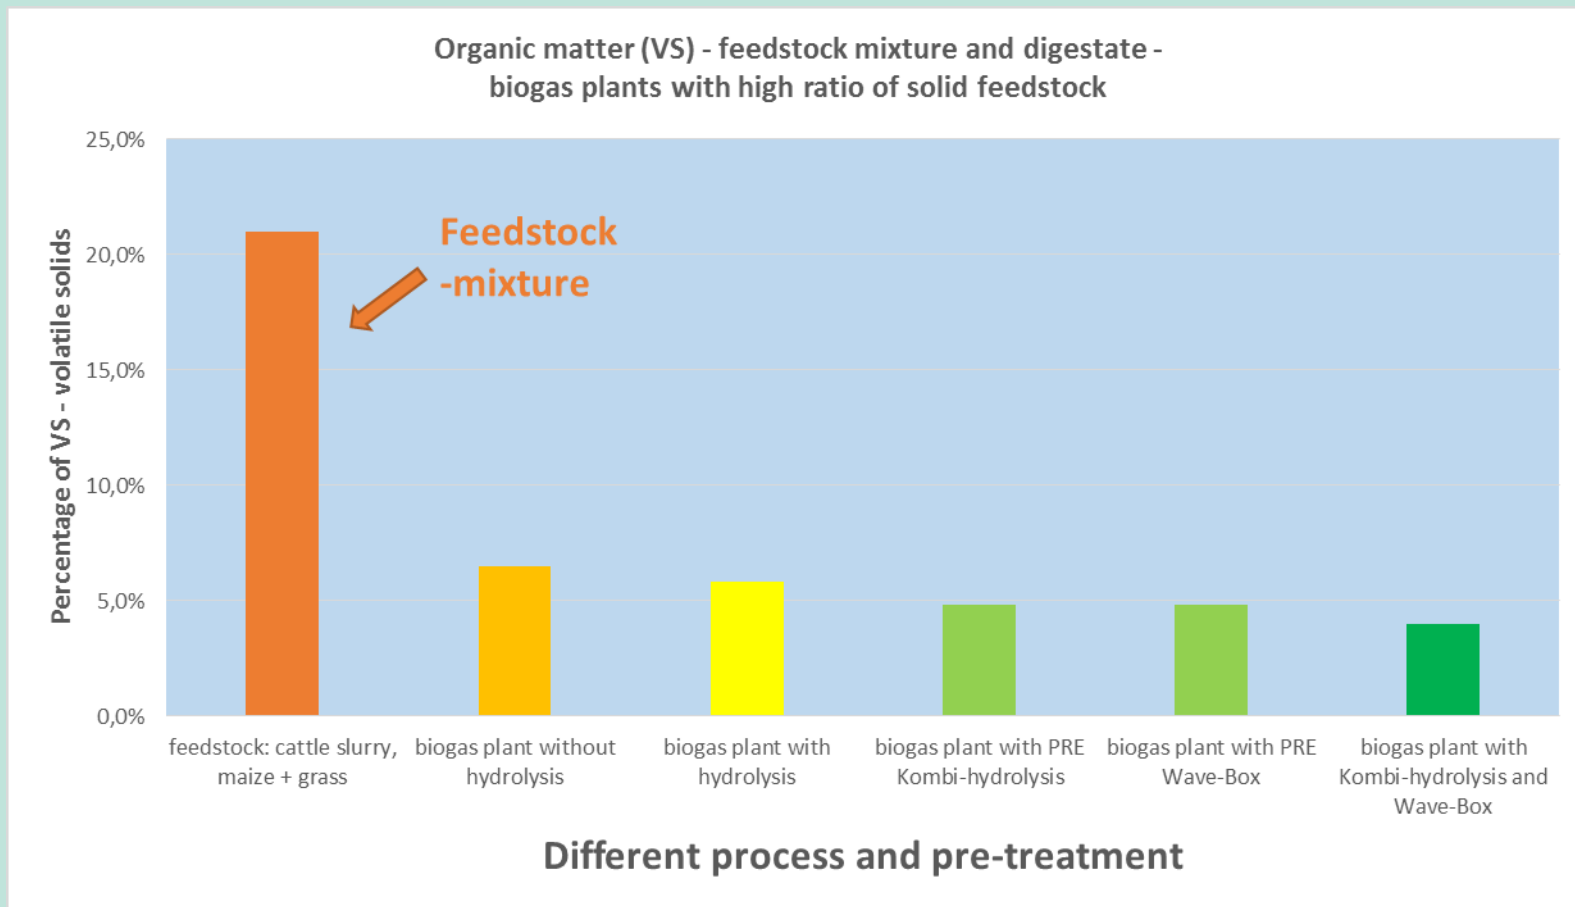 Organic matter (VS) - feedstock mixture and digestate -
biogas plants with high ratio of solid feedstock
Percentage of VS - volatile solids
25,0%
20,0%
15,0%
10,0%
5,0%
0,0%
Feedstock
-mixture
feedstock: cattle slurry,
maize + grass
biogas plant without
hydrolysis
biogas plant with
hydrolysis
biogas plant with PRE
Kombi-hydrolysis
biogas plant with PRE
Wave-Box
biogas plant with
Kombi-hydrolysis and
Wave-Box
Different process and pre-treatment